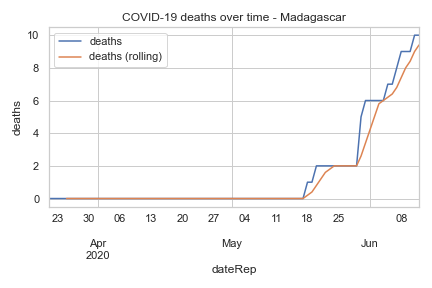 COVID-19 deaths over time - Madagascar
deaths
deaths (rolling)
10
8
6
4
2
0
deaths
23 30 06 13 20 27 04 11 18 25 08
Apr May Jun
2020
dateRep